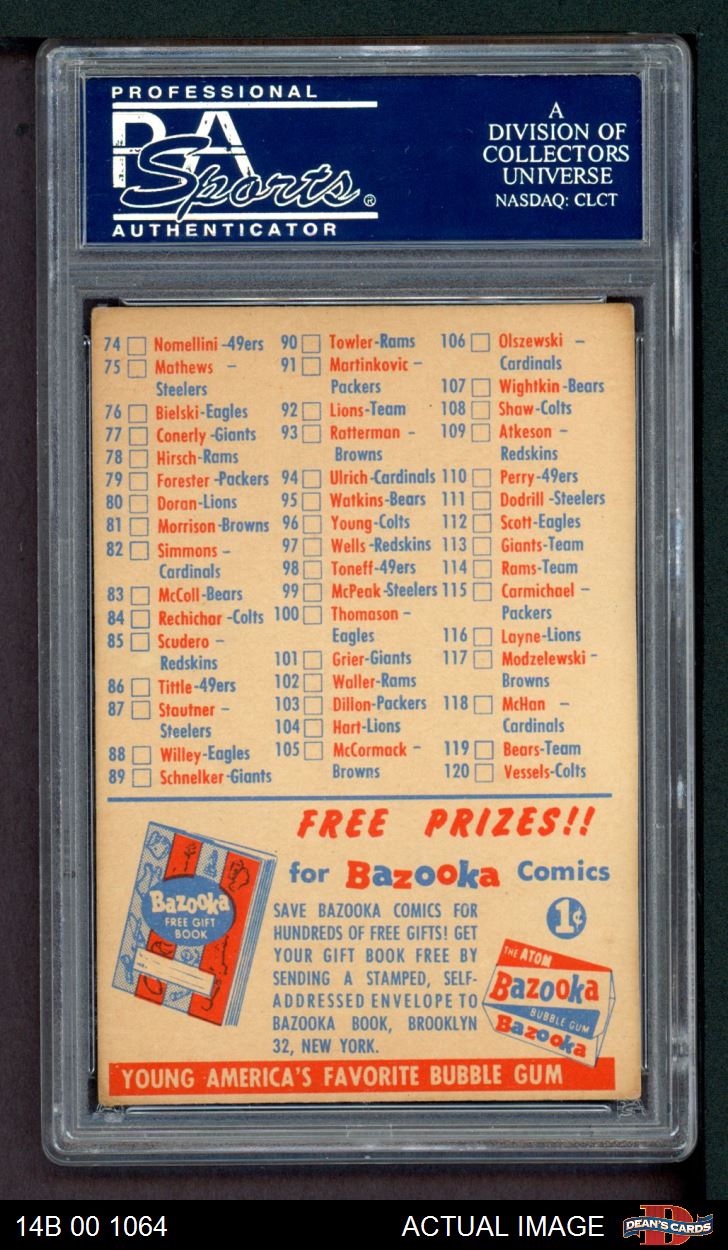 PROFESSIONAL
PSA
Sports®
AUTHENTICATOR
A
DIVISION OF
COLLECTORS
UNIVERSE
NASDAQ: CLCT
74 Nomellini-49ers
75 Mathews –
Steelers
76 Bielski-Eagles
77 Conerly-Giants
78 Hirsch-Rams
79 Forester-Packers
80 Doran-Lions
81 Morrison-Browns
82 Simmons –
Cardinals
83 McColl-Bears
84 Rechichar-Colts
85 Scudero –
Redskins
86 Tittle-49ers
87 Stautner –
Steelers
88 Willey-Eagles
89 Schnelker-Giants
90 Towler-Rams
91 Martinkovic –
Packers
92 Lions-Team
93 Ratterman –
Browns
94 Ulrich-Cardinals
95 Watkins-Bears
96 Young-Colts
97 Wells-Redskins
98 Toneff-49ers
99 McPeak-Steelers
100 Thomason –
Eagles
101 Grier-Giants
102 Waller-Rams
103 Dillon-Packers
104 Hart-Lions
105 McCormack –
Browns
106 Olszewski –
Cardinals
107 Wightkin-Bears
108 Shaw-Colts
109 Atkeson –
Redskins
110 Perry-49ers
111 Dodrill-Steelers
112 Scott-Eagles
113 Giants-Team
114 Rams-Team
115 Carmichael –
Packers
116 Layne-Lions
117 Modzelewski –
Browns
118 McHan –
Cardinals
119 Bears-Team
120 Vessels-Colts
FREE PRIZES!!
for Bazooka Comics
Bazooka
FREE GIFT
BOOK
SAVE BAZOOKA COMICS FOR
HUNDREDS OF FREE GIFTS! GET
YOUR GIFT BOOK FREE BY
SENDING A STAMPED, SELF-
ADDRESSED ENVELOPE TO
BAZOOKA BOOK, BROOKLYN
32, NEW YORK.
1¢
THE ATOM
Bazooka
BUBBLE GUM
Bazooka
YOUNG AMERICA'S FAVORITE BUBBLE GUM
14B 00 1064
ACTUAL IMAGE
DEAN'S CARDS